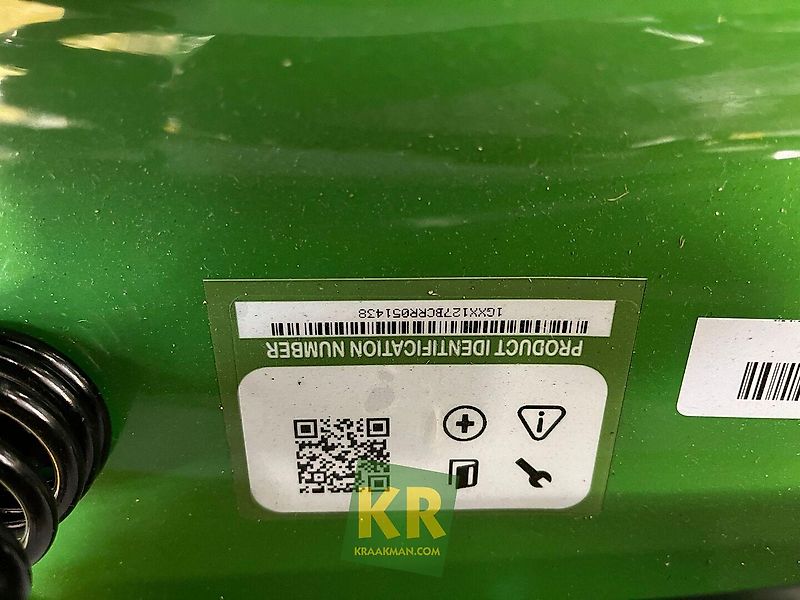 PRODUCT IDENTIFICATION NUMBER
1GXX127BCRR051438
KR
KRAAKMAN.COM